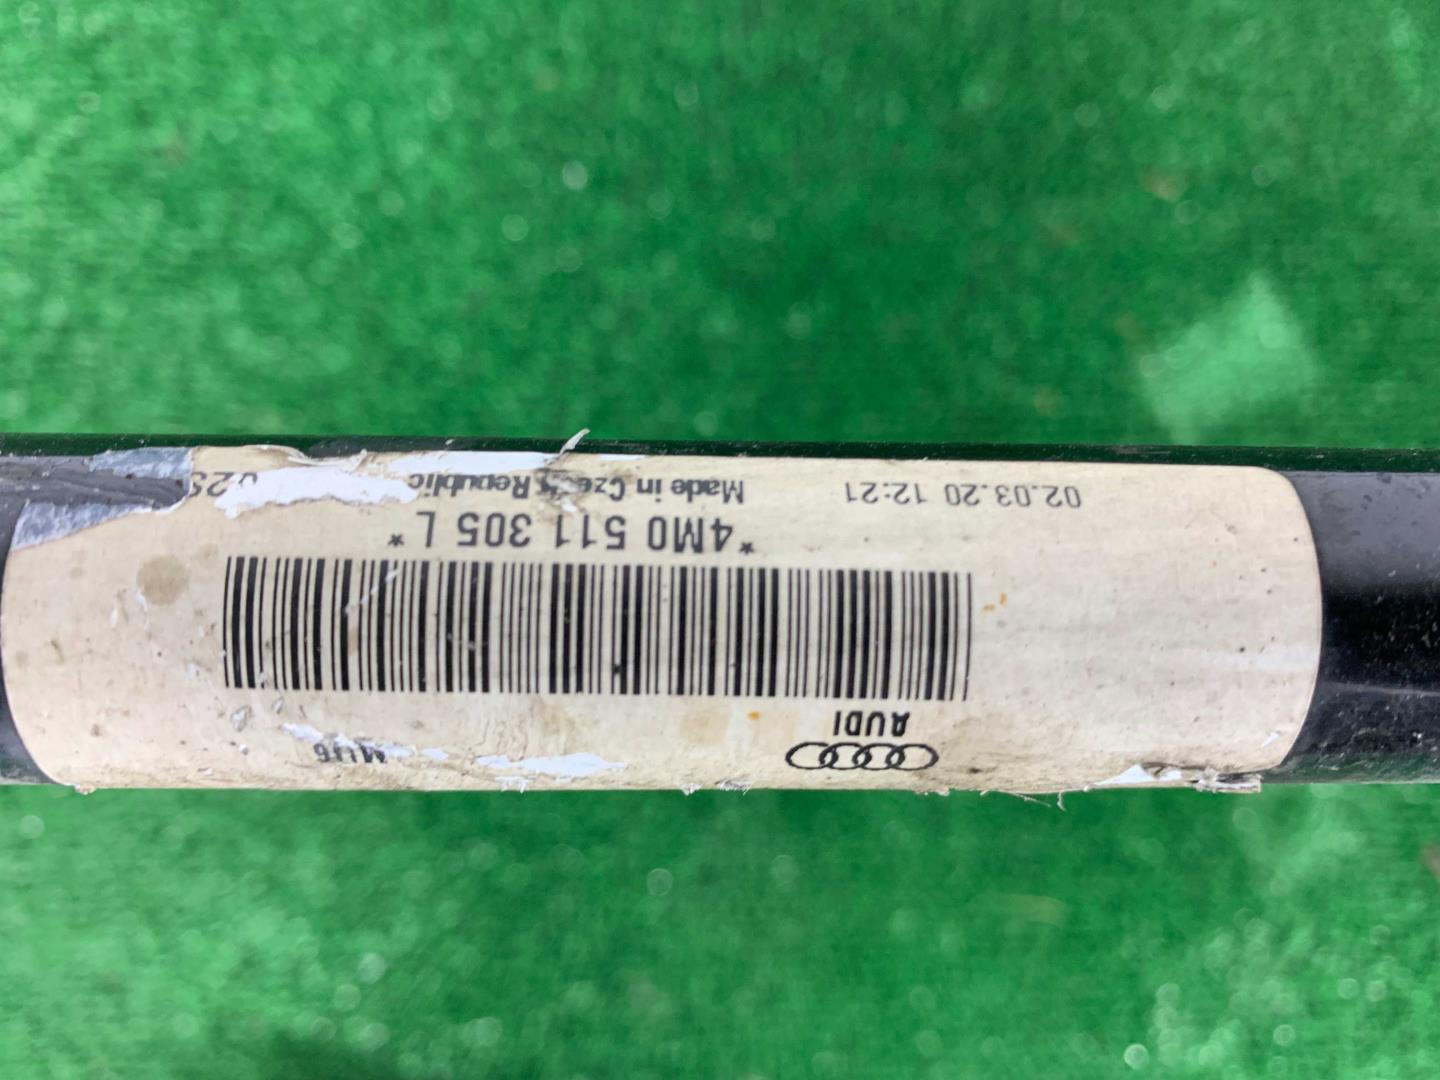 AUDI
*4M0 511 305 L *
02.03.20 12:21 Made in Czech Republic